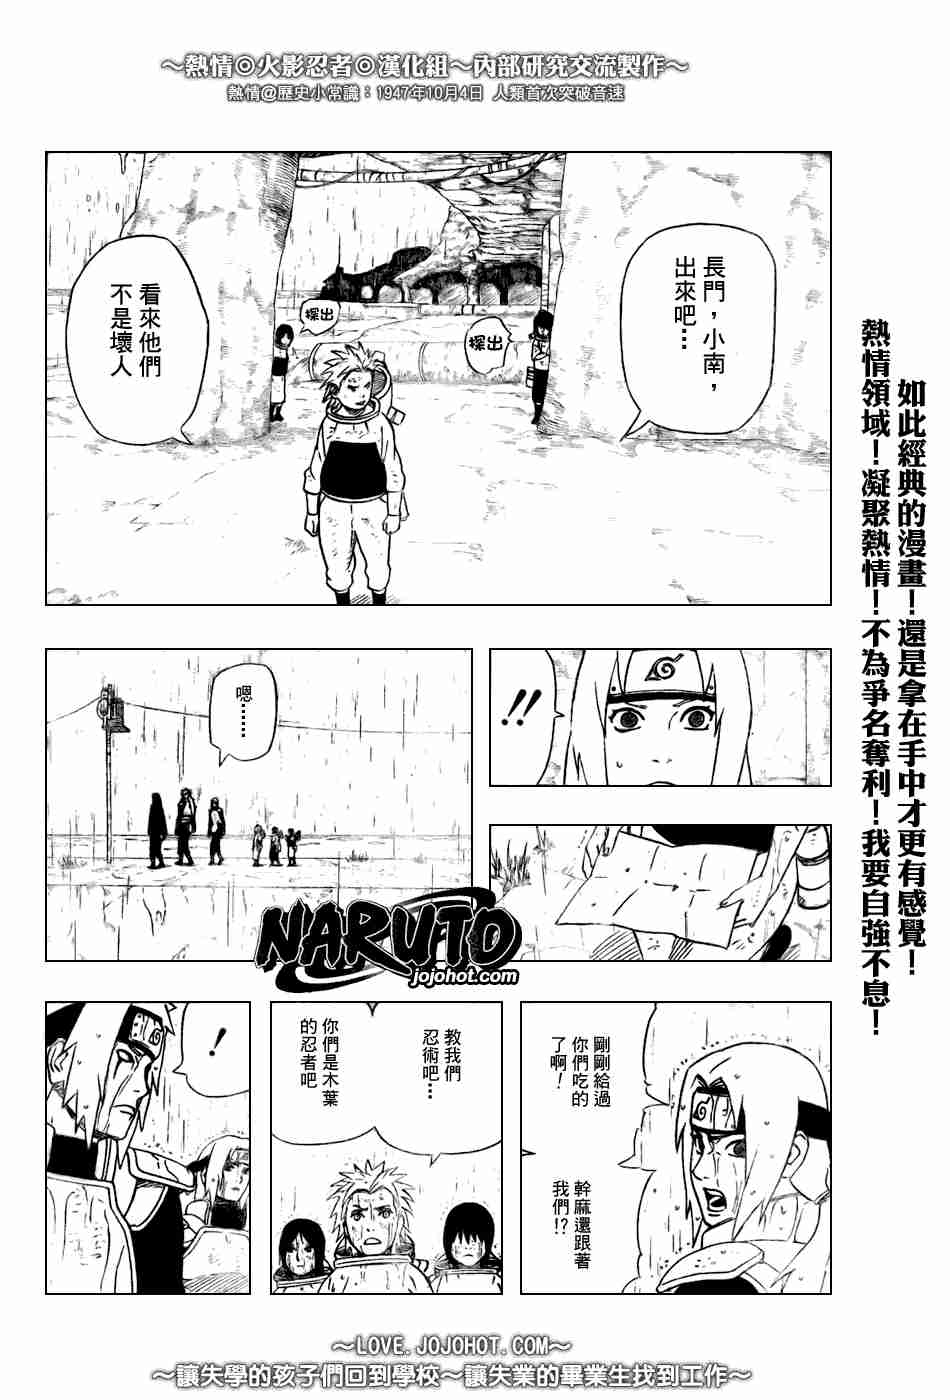 ～熱情◎火影忍者◎漢化組～內部研究交流製作～
熱情@歷史小常識：1947年10月4日 人類首次突破音速
長門，小南，
出來吧…
探出
探出
看來他們
不是壞人
!!
嗯……
NARUTO
jojohot.com
剛剛給過
你們吃的
了啊!
幹麻還跟著
我們!?
教我們
忍術吧…
你們是木葉
的忍者吧
!
如此經典的漫畫！還是拿在手中才更有感覺！
熱情領域！凝聚熱情！不為爭名奪利！我要自強不息！
～LOVE.JOJOHOT.COM～
～讓失學的孩子們回到學校～讓失業的畢業生找到工作～